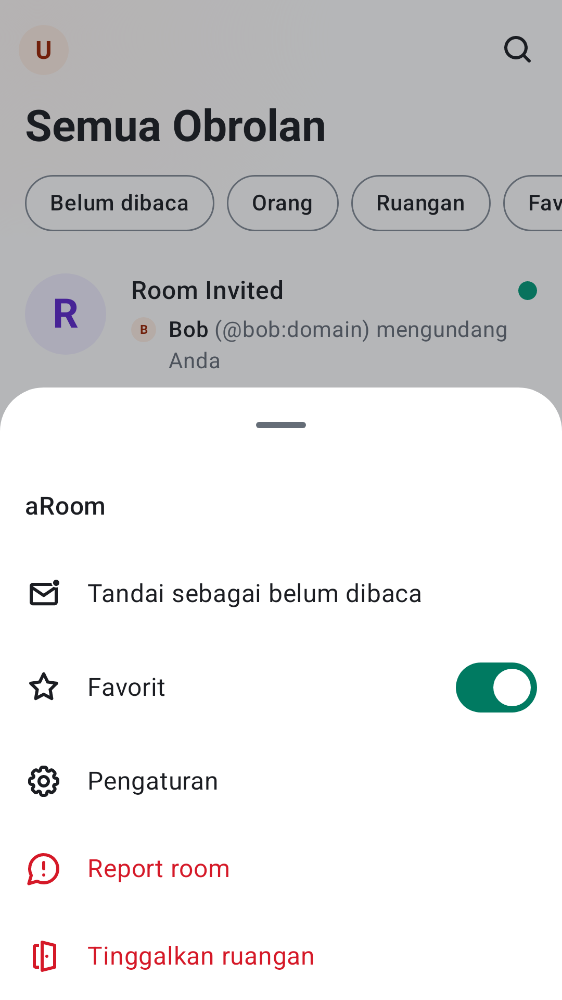 U
Semua Obrolan
Belum dibaca Orang Ruangan Fav
R
Room Invited
B Bob (@bob:domain) mengundang
Anda
aRoom
Tandai sebagai belum dibaca
Favorit
Pengaturan
Report room
Tinggalkan ruangan